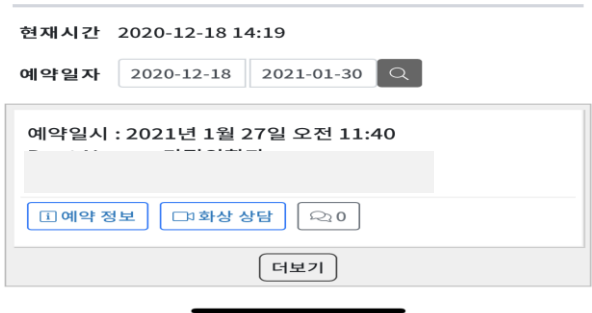 현재시간 2020-12-18 14:19
예약일자 2020-12-18 2021-01-30
예약일시 : 2021년 1월 27일 오전 11:40
예약 정보 화상 상담 0
더보기